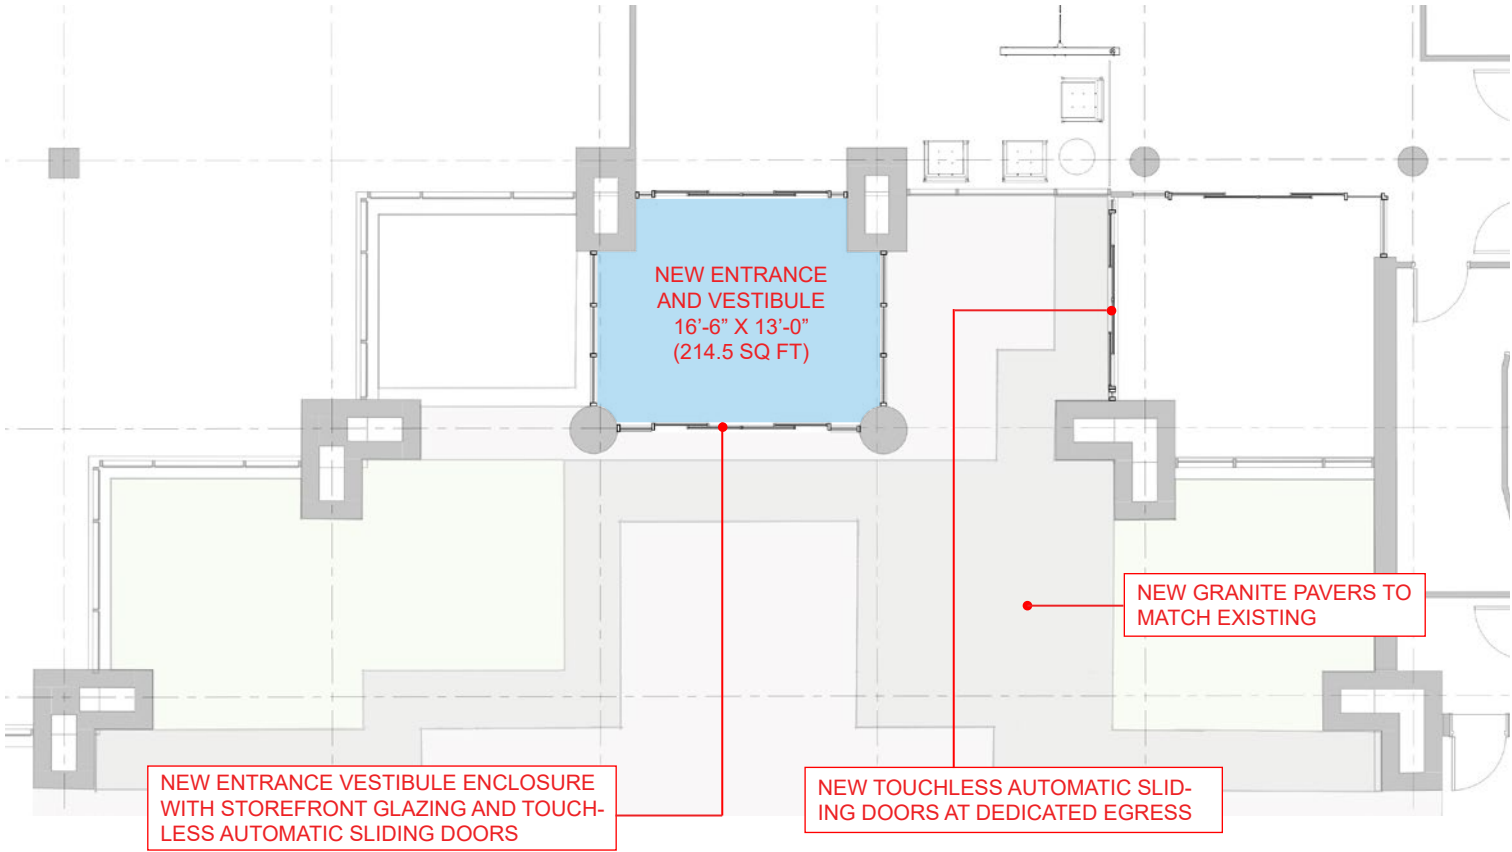 NEW ENTRANCE
AND VESTIBULE
16’-6” X 13’-0”
(214.5 SQ FT)
NEW GRANITE PAVERS TO
MATCH EXISTING
NEW ENTRANCE VESTIBULE ENCLOSURE
WITH STOREFRONT GLAZING AND TOUCH-
LESS AUTOMATIC SLIDING DOORS
NEW TOUCHLESS AUTOMATIC SLID-
ING DOORS AT DEDICATED EGRESS